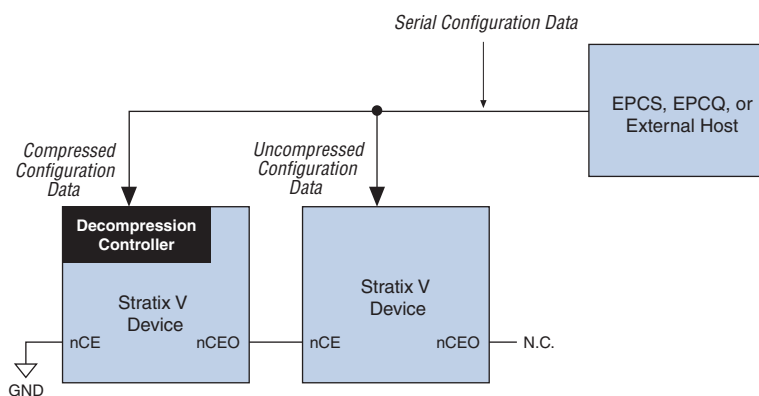 Serial Configuration Data
EPCS, EPCQ, or
External Host
Compressed
Configuration
Data
Uncompressed
Configuration
Data
Decompression
Controller
Stratix V
Device
nCE
nCEO
GND
Stratix V
Device
nCE
nCEO
N.C.